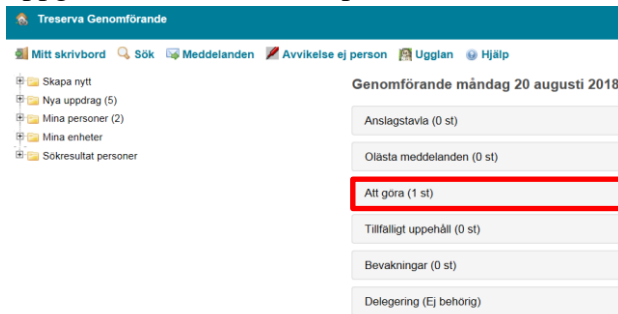 Treserva Genomförande
Mitt skrivbord Sök Meddelanden Avvikelse ej person Ugglan Hjälp
Skapa nytt
Nya uppdrag (5)
Mina personer (2)
Mina enheter
Sökresultat personer
Genomförande måndag 20 augusti 2018
Anslagstavla (0 st)
Olästa meddelanden (0 st)
Att göra (1 st)
Tillfälligt uppehåll (0 st)
Bevakningar (0 st)
Delegering (Ej behörig)